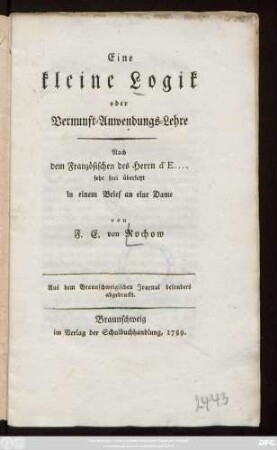 Eine
kleine Logik
oder
Vernunft-Anwendungs-Lehre
Nach
dem Französischen des Herrn d'E....
sehr frei übersetzt
in einem Brief an eine Dame
von
F. E. von Rochow
Aus dem Braunschweigischen Journal besonders
abgedruckt.
Braunschweig
im Verlag der Schulbuchhandlung, 1789.
2443